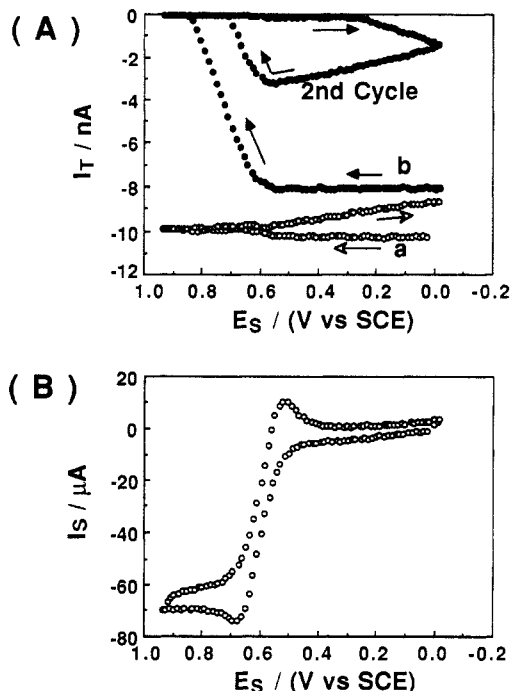 ( A )
0
-2
-4
-6
-8
-10
-12
I_T / nA
2nd Cycle
b
a
1.0 0.8 0.6 0.4 0.2 0.0 -0.2
E_S / (V vs SCE)
( B )
20
0
-20
-40
-60
-80
I_S / μA
1.0 0.8 0.6 0.4 0.2 0.0 -0.2
E_S / (V vs SCE)